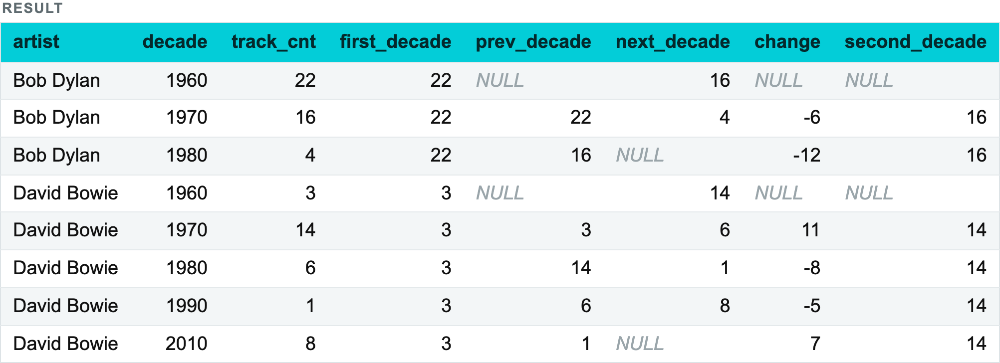 RESULT
artist decade track_cnt first_decade prev_decade next_decade change second_decade
Bob Dylan 1960 22 22 NULL 16 NULL NULL
Bob Dylan 1970 16 22 22 4 -6 16
Bob Dylan 1980 4 22 16 NULL -12 16
David Bowie 1960 3 3 NULL 14 NULL NULL
David Bowie 1970 14 3 3 6 11 14
David Bowie 1980 6 3 14 1 -8 14
David Bowie 1990 1 3 6 8 -5 14
David Bowie 2010 8 3 1 NULL 7 14